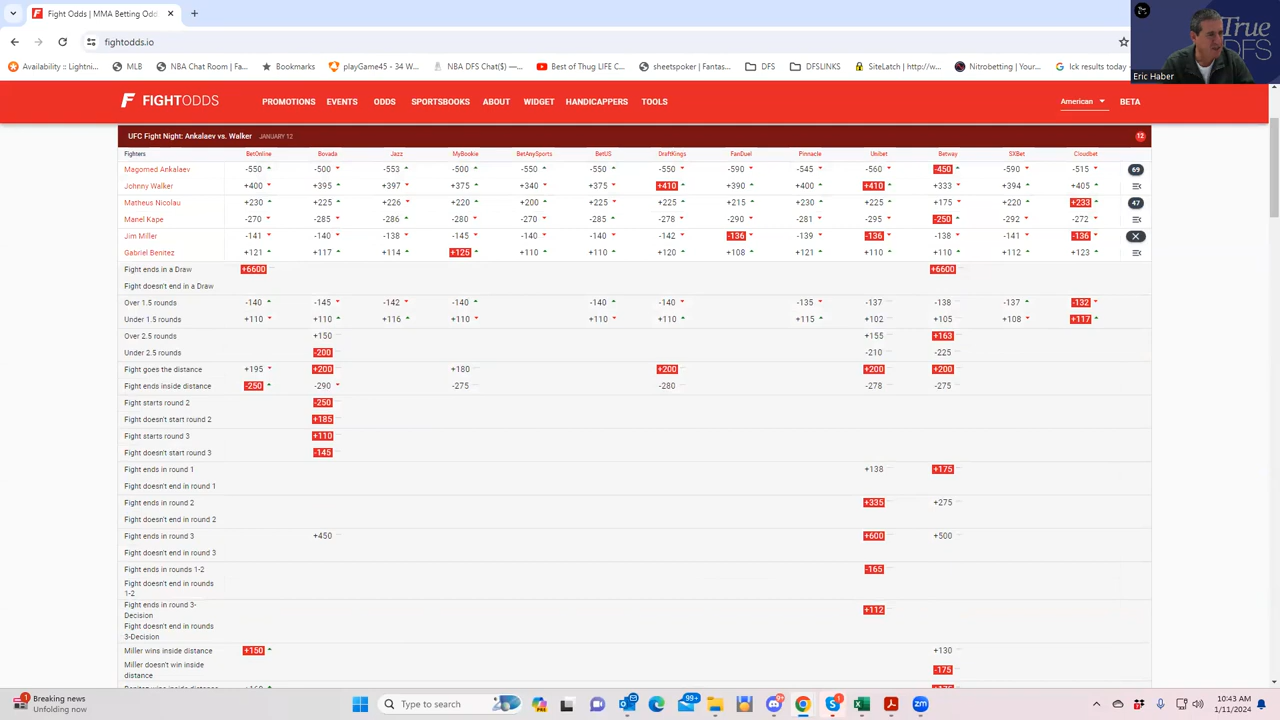 Fight Odds | MMA Betting Odd
fightodds.io
Availability :: Lightni... MLB NBA Chat Room | Fa... Bookmarks playGame45 - 34 W... NBA DFS Chat($) —... Best of Thug LIFE C... sheetspoker | Fantas... DFS DFSLINKS SiteLatch | http://w... Nitrobetting | Your... Ick results today -...
True
DFS
Eric Haber
FIGHTODDS PROMOTIONS EVENTS ODDS SPORTSBOOKS ABOUT WIDGET HANDICAPPERS TOOLS American BETA
UFC Fight Night: Ankalaev vs. Walker JANUARY 12 12
Fighters BetOnline Bovada Jazz MyBookie BetAnySports BetUS DraftKings FanDuel Pinnacle Unibet Betway SXBet Cloudbet
Magomed Ankalaev -550 -500 -553 -500 -550 -550 -550 -590 -545 -560 -450 -590 -515 69
Johnny Walker +400 +395 +397 +375 +340 +375 +410 +390 +400 +410 +333 +394 +405
Matheus Nicolau +230 +225 +226 +220 +200 +225 +225 +215 +230 +225 +175 +220 +233 47
Manel Kape -270 -285 -286 -280 -270 -285 -278 -290 -281 -295 -250 -292 -272
Jim Miller -141 -140 -138 -145 -140 -140 -142 -136 -139 -136 -138 -141 -136
Gabriel Benitez +121 +117 +114 +125 +110 +110 +120 +108 +121 +110 +110 +112 +123
Fight ends in a Draw +6600 +6600
Fight doesn't end in a Draw
Over 1.5 rounds -140 -145 -142 -140 -140 -140 -135 -137 -138 -137 -132
Under 1.5 rounds +110 +110 +116 +110 +110 +110 +115 +102 +105 +108 +117
Over 2.5 rounds +150 +155 +163
Under 2.5 rounds -200 -210 -225
Fight goes the distance +195 +200 +180 +200 +200 +200
Fight ends inside distance -250 -290 -275 -280 -278 -275
Fight starts round 2 -250
Fight doesn't start round 2 +185
Fight starts round 3 +110
Fight doesn't start round 3 -145
Fight ends in round 1 +138 +175
Fight doesn't end in round 1
Fight ends in round 2 +335 +275
Fight doesn't end in round 2
Fight ends in round 3 +450 +600 +500
Fight doesn't end in round 3
Fight ends in rounds 1-2 -165
Fight doesn't end in rounds
1-2
Fight ends in round 3-
Decision +112
Fight doesn't end in rounds
3-Decision
Miller wins inside distance +150 +130
Miller doesn't win inside
distance -175
1 Breaking news
Unfolding now
Type to search
99+
10:43 AM
1/11/2024